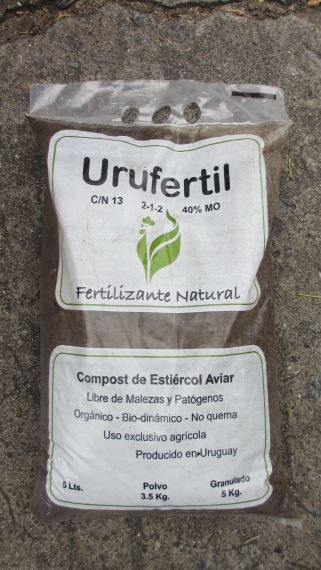 Urufertil
C/N 13 2-1-2 40% MO
Fertilizante Natural
Compost de Estiércol Aviar
Libre de Malezas y Patógenos
Orgánico - Bio-dinámico - No quema
Uso exclusivo agrícola
Producido en Uruguay
5 Lts. Polvo Granulado
3.5 Kg. 5 Kg.